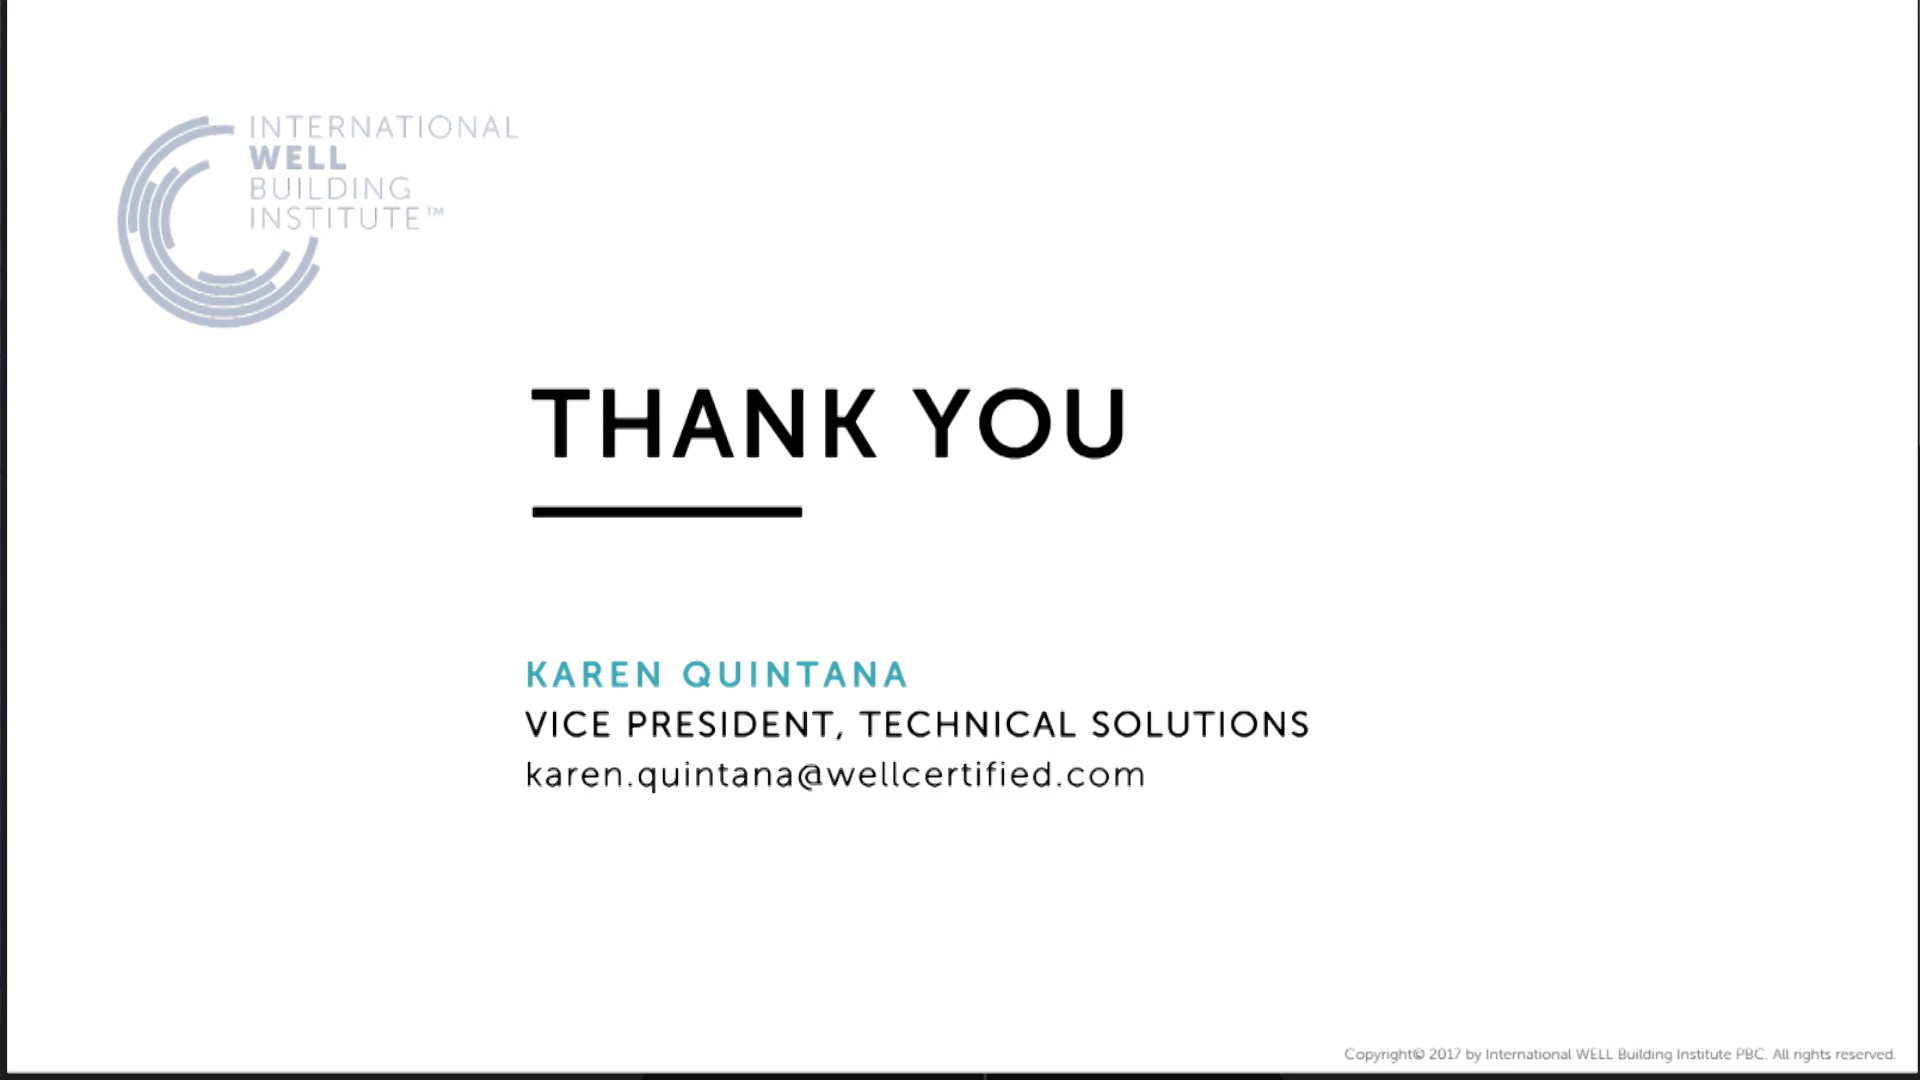 INTERNATIONAL
WELL
BUILDING
INSTITUTE™
THANK YOU
KAREN QUINTANA
VICE PRESIDENT, TECHNICAL SOLUTIONS
karen.quintana@wellcertified.com
Copyright© 2017 by International WELL Building Institute PBC. All rights reserved.